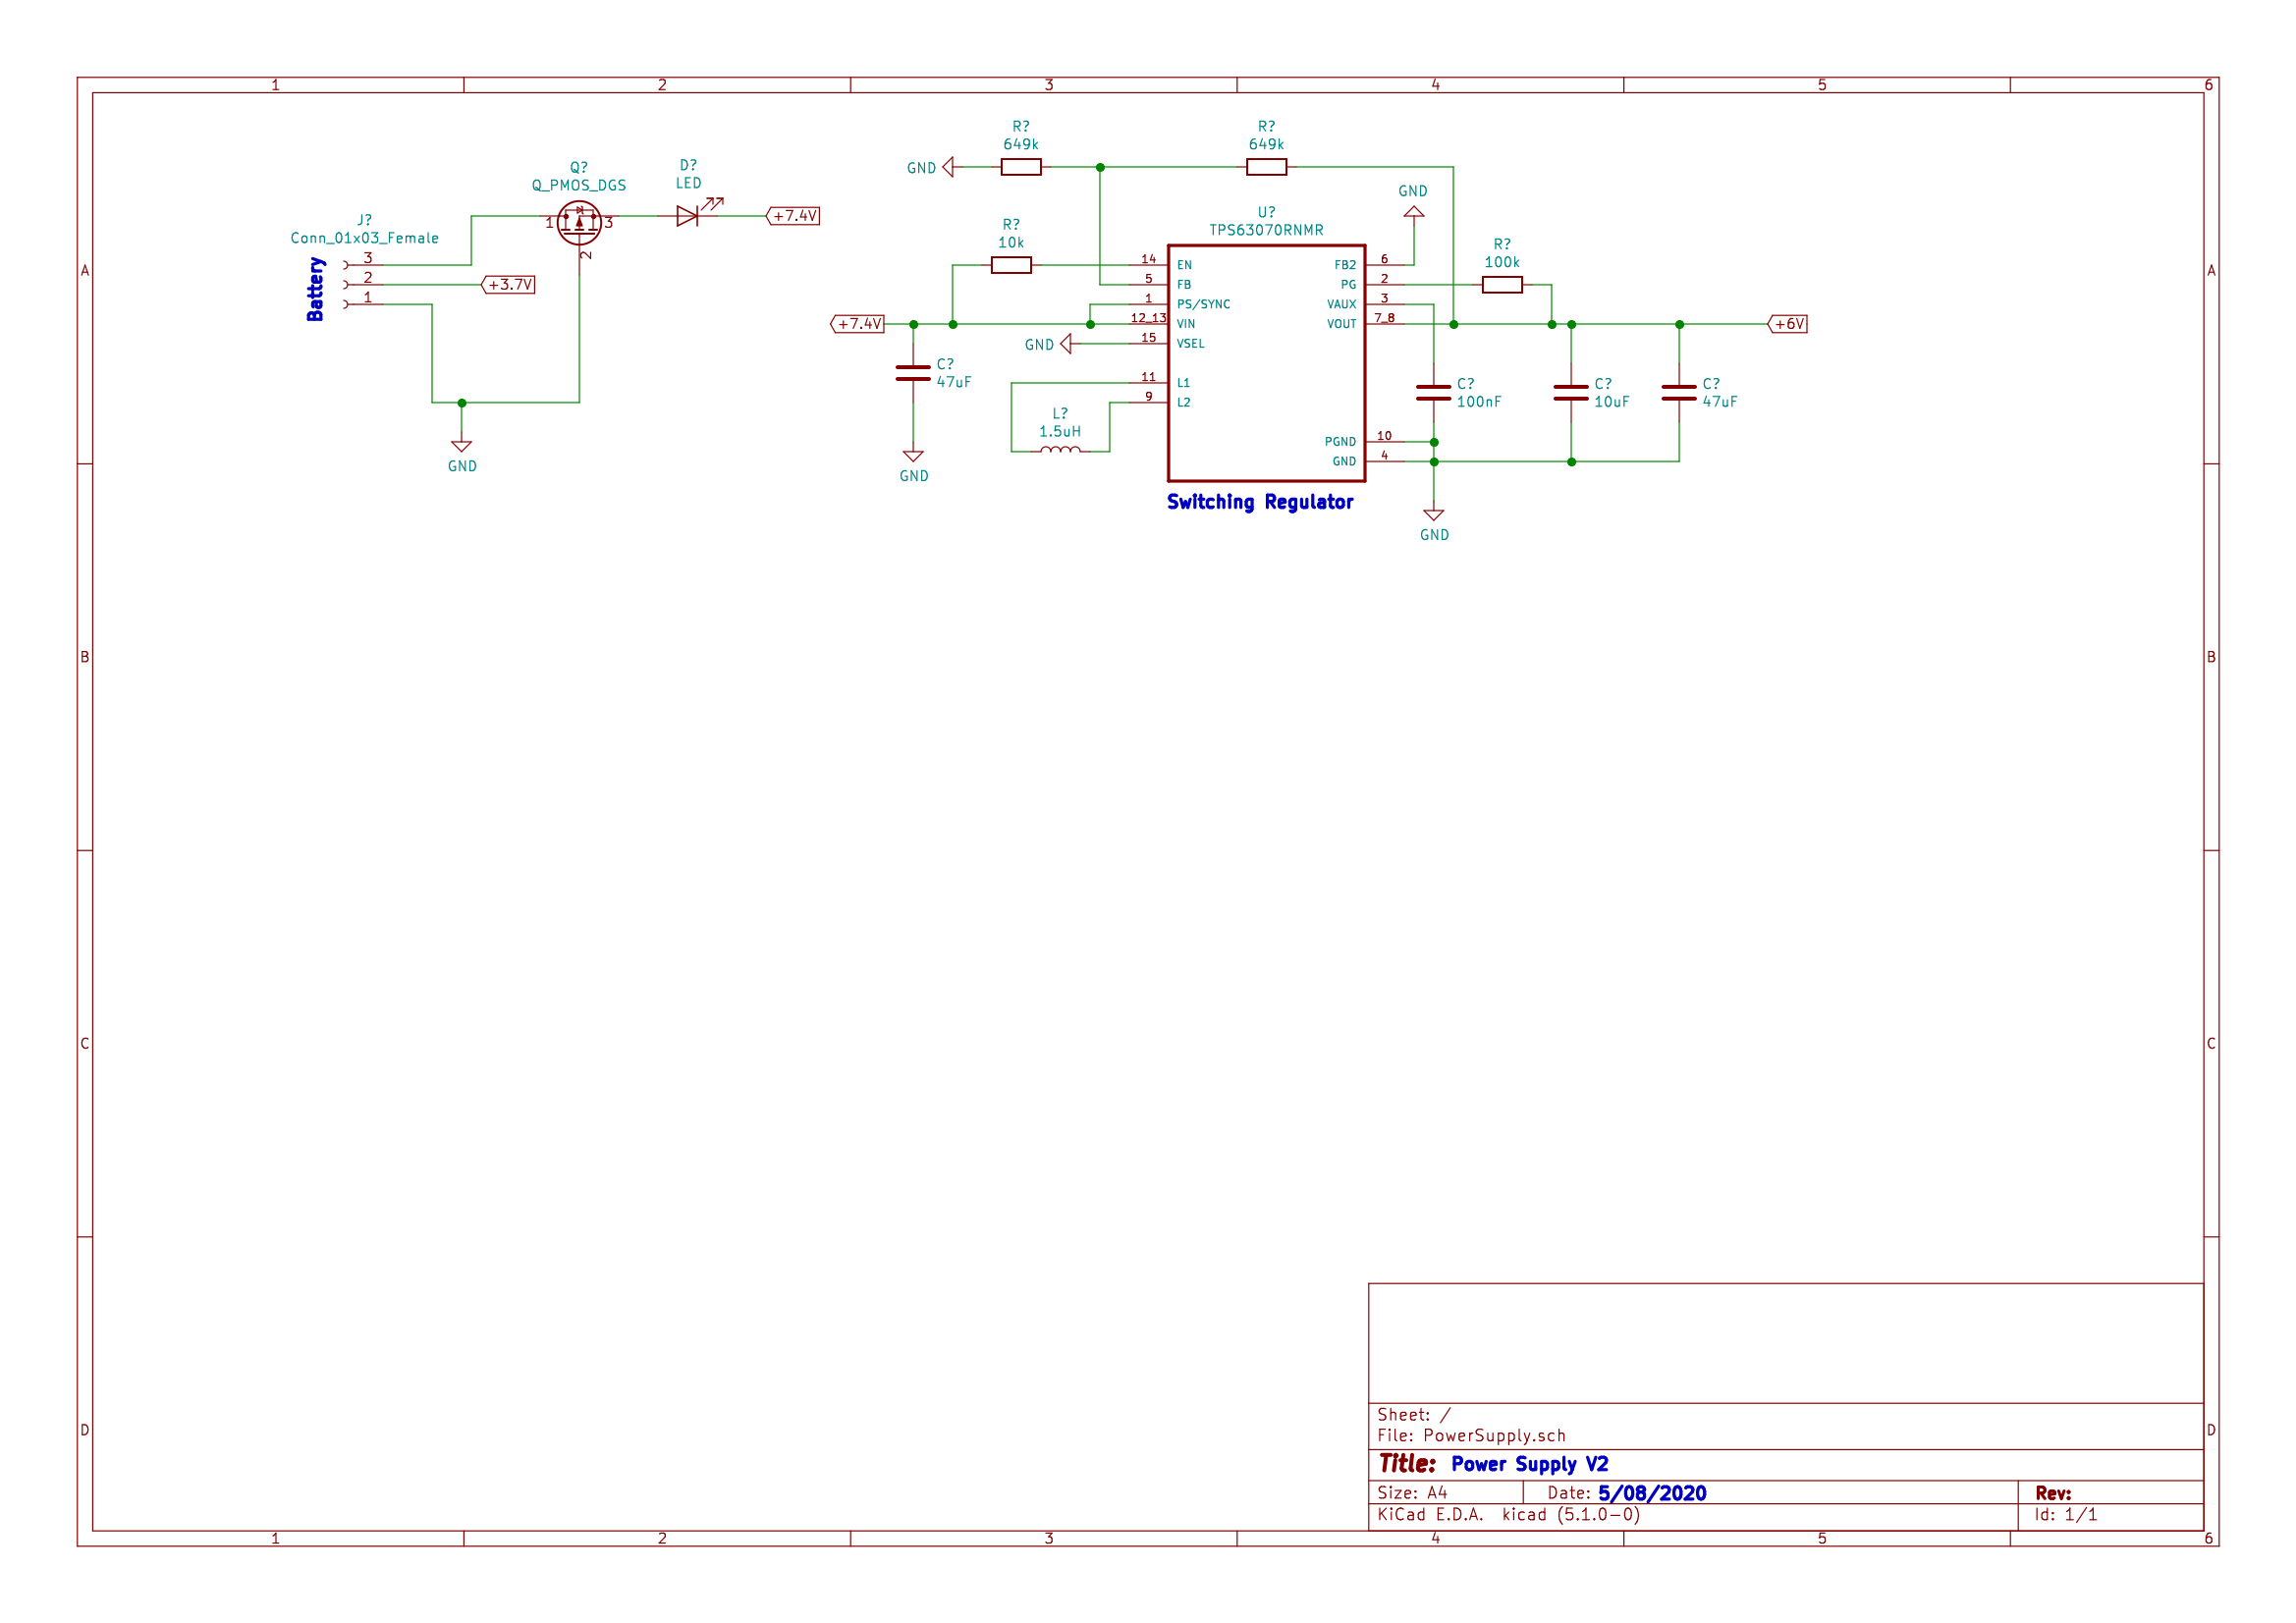 1 2 3 4 5 6
A
B
C
D
A
B
C
D
J?
Conn_01x03_Female
Battery
3
2
1
+3.7V
GND
Q?
Q_PMOS_DGS
1
3
2
D?
LED
+7.4V
R?
649k
GND
R?
649k
R?
10k
+7.4V
C?
47uF
GND
GND
L?
1.5uH
U?
TPS63070RNMR
14 EN
5 FB
1 PS/SYNC
12_13 VIN
15 VSEL
11 L1
9 L2
FB2 6
PG 2
VAUX 3
VOUT 7_8
PGND 10
GND 4
Switching Regulator
GND
R?
100k
+6V
C?
100nF
C?
10uF
C?
47uF
GND
Sheet: /
File: PowerSupply.sch
Title: Power Supply V2
Size: A4 Date: 5/08/2020 Rev:
KiCad E.D.A. kicad (5.1.0-0) Id: 1/1
1 2 3 4 5 6